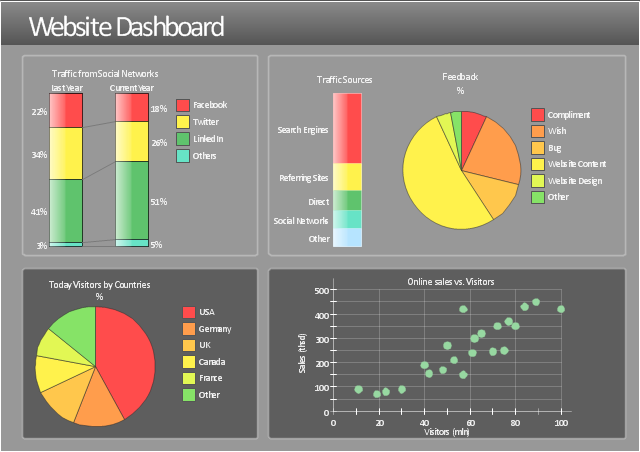 Website Dashboard
Traffic from Social Networks
last Year Current Year
22%
34%
41%
3%
18%
26%
51%
5%
Facebook
Twitter
LinkedIn
Others
Traffic Sources
Search Engines
Referring Sites
Direct
Social Networks
Other
Feedback
%
Compliment
Wish
Bug
Website Content
Website Design
Other
Today Visitors by Countries
%
USA
Germany
UK
Canada
France
Other
Online sales vs. Visitors
Sales (thsd)
500
400
300
200
100
0
0 20 40 60 80 100
Visitors (mln)